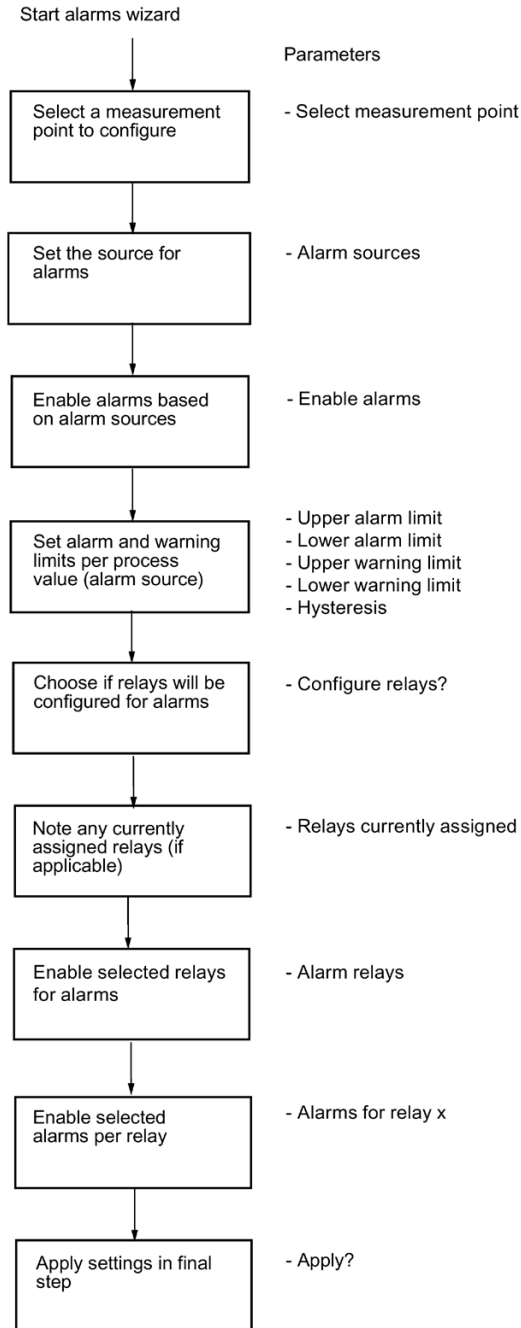 Start alarms wizard
Parameters
Select a measurement
point to configure
- Select measurement point
Set the source for
alarms
- Alarm sources
Enable alarms based
on alarm sources
- Enable alarms
Set alarm and warning
limits per process
value (alarm source)
- Upper alarm limit
- Lower alarm limit
- Upper warning limit
- Lower warning limit
- Hysteresis
Choose if relays will be
configured for alarms
- Configure relays?
Note any currently
assigned relays (if
applicable)
- Relays currently assigned
Enable selected relays
for alarms
- Alarm relays
Enable selected
alarms per relay
- Alarms for relay x
Apply settings in final
step
- Apply?